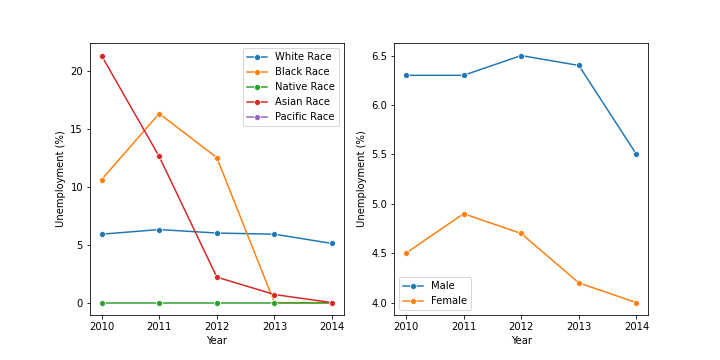 20
15
10
5
0
Unemployment (%)
2010 2011 2012 2013 2014
Year
White Race
Black Race
Native Race
Asian Race
Pacific Race
6.5
6.0
5.5
5.0
4.5
4.0
Unemployment (%)
2010 2011 2012 2013 2014
Year
Male
Female